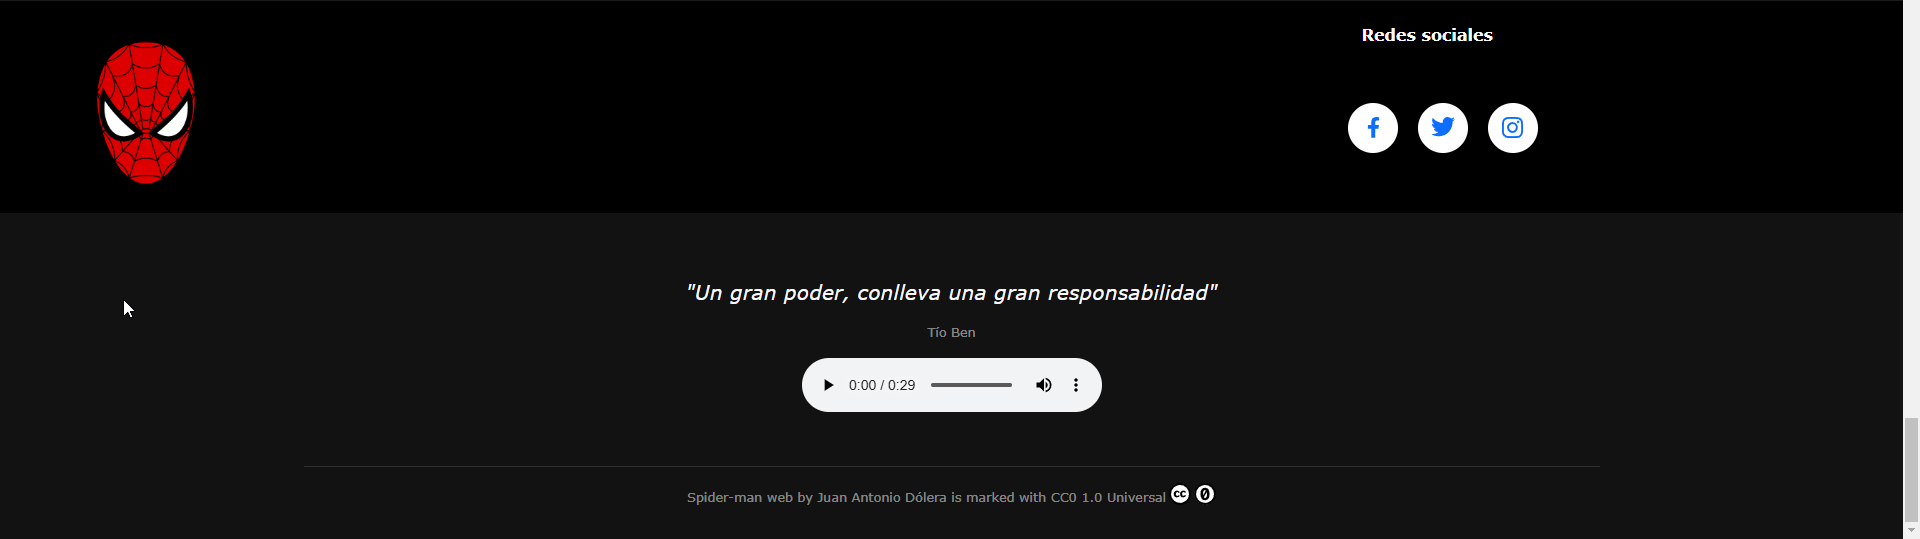 Redes sociales
"Un gran poder, conlleva una gran responsabilidad"
Tío Ben
0:00 / 0:29
Spider-man web by Juan Antonio Dólera is marked with CC0 1.0 Universal